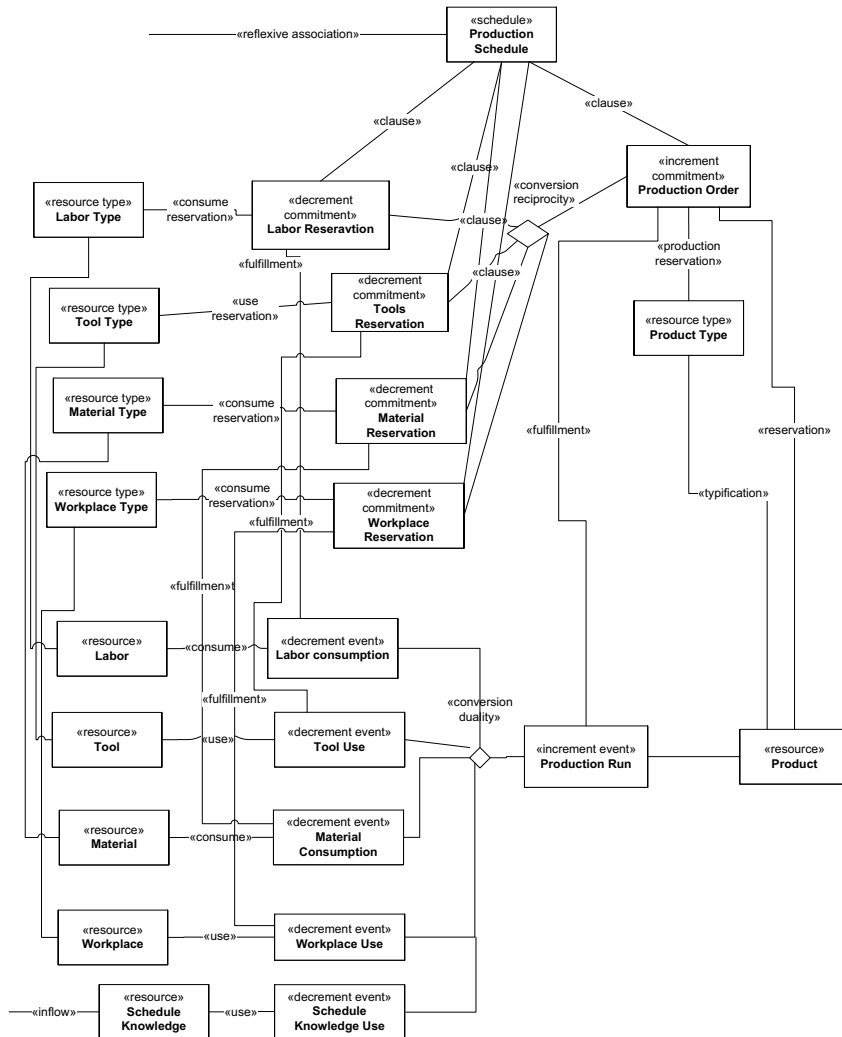 «schedule»
Production
Schedule
«reflexive association»
«clause»
«clause»
«increment
commitment»
Production Order
«clause»
«conversion
reciprocity»
«resource type»
Labor Type
«consume
reservation»
«decrement
commitment»
Labor Reseravtion
«clause»
«production
reservation»
«fulfillment»
«clause»
«resource type»
Tool Type
«use
reservation»
«decrement
commitment»
Tools
Reservation
«resource type»
Product Type
«resource type»
Material Type
«consume
reservation»
«decrement
commitment»
Material
Reservation
«fulfillment»
«reservation»
«resource type»
Workplace Type
«consume
reservation»
«decrement
commitment»
Workplace
Reservation
«typification»
«fulfillment»
«fulfillment»t
«resource»
Labor
«consume»
«decrement event»
Labor consumption
«fulfillment»
«conversion
duality»
«resource»
Tool
«use»
«decrement event»
Tool Use
«increment event»
Production Run
«resource»
Product
«resource»
Material
«consume»
«decrement event»
Material
Consumption
«resource»
Workplace
«use»
«decrement event»
Workplace Use
«inflow»
«resource»
Schedule
Knowledge
«use»
«decrement event»
Schedule
Knowledge Use